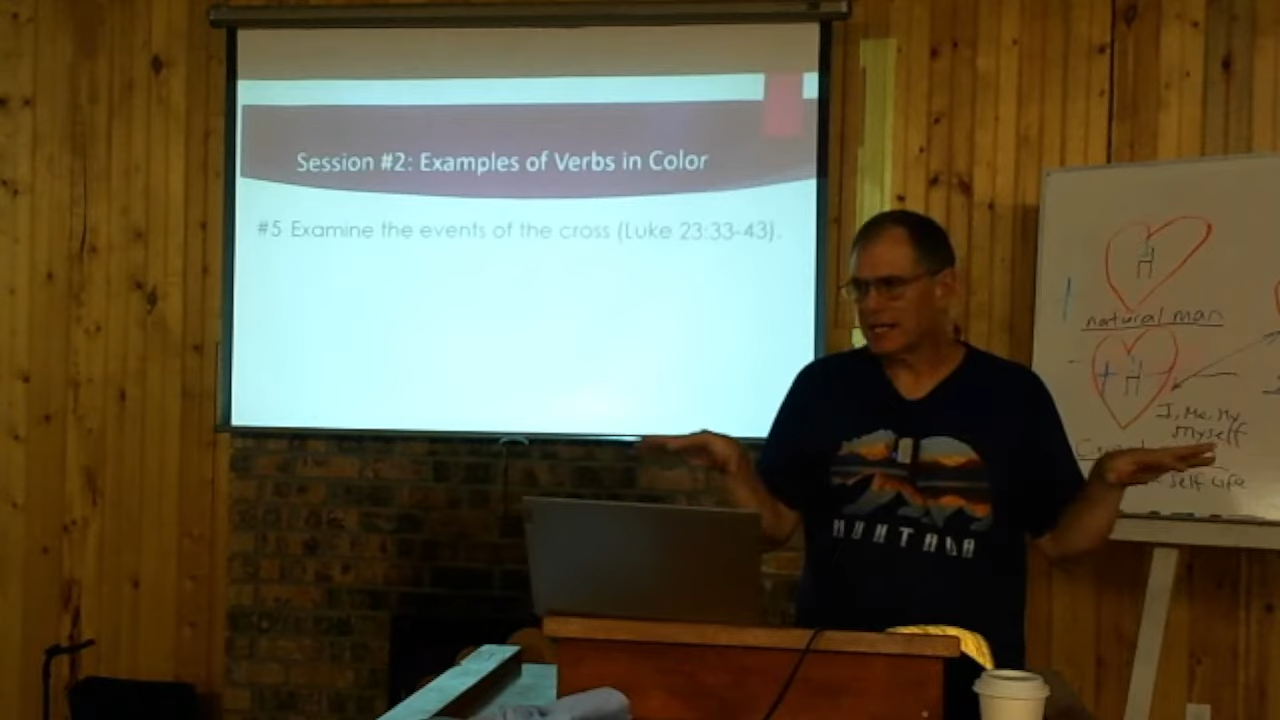 Session #2: Examples of Verbs in Color
#5 Examine the events of the cross (Luke 23:33-43).
H
natural man
H
I, Me, My
Myself
Self Life
MONTANA